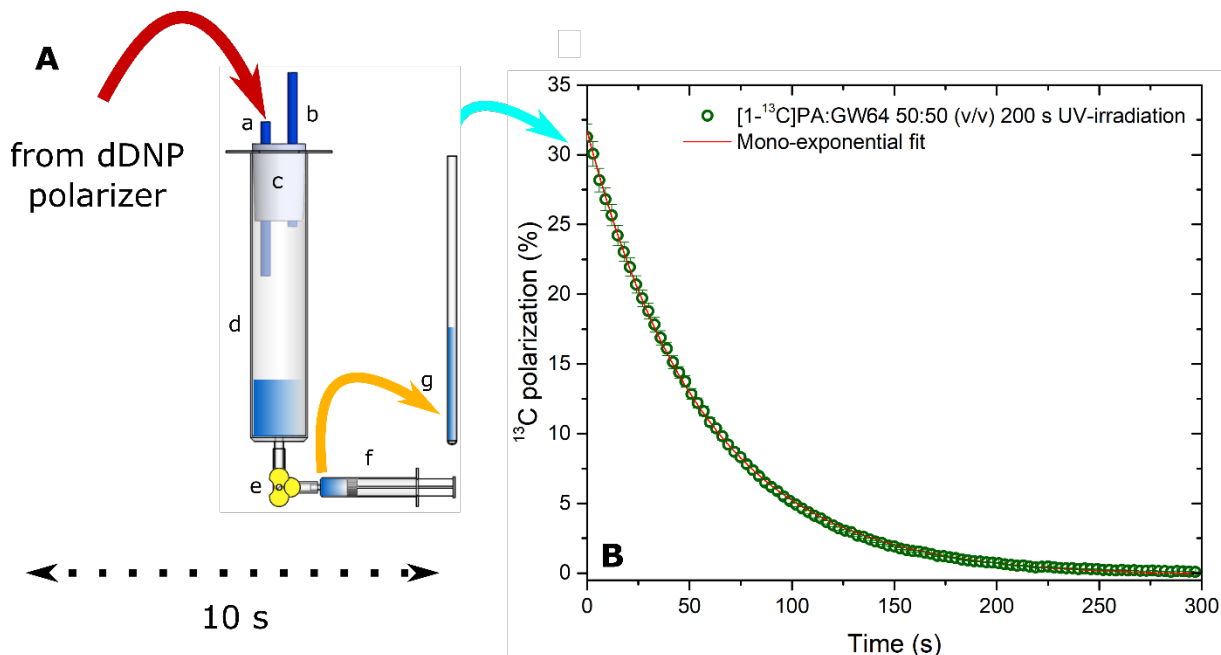 A
from dDNP
polarizer
a
b
c
d
e
f
g
10 s
[1-¹³C]PA:GW64 50:50 (v/v) 200 s UV-irradiation
Mono-exponential fit
¹³C polarization (%)
35
30
25
20
15
10
5
0
B
0 50 100 150 200 250 300
Time (s)